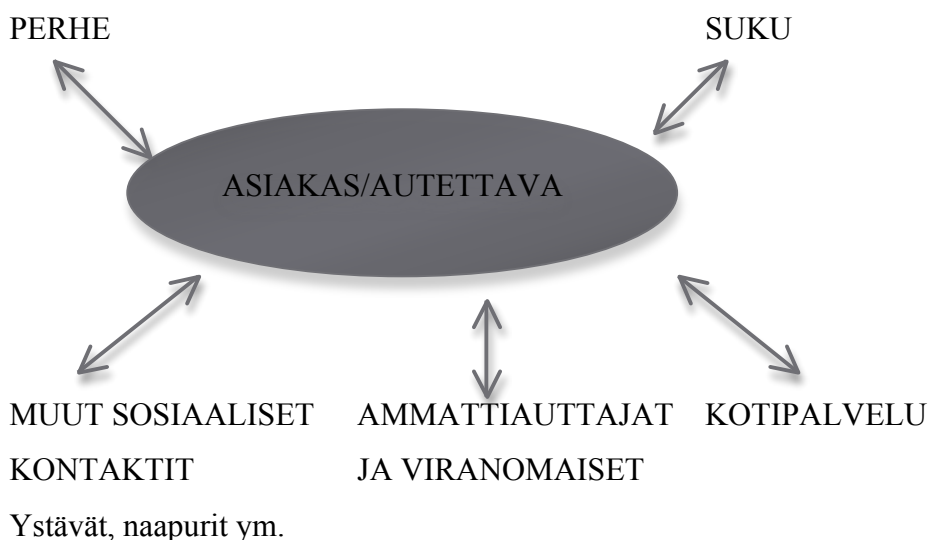 PERHE
SUKU
ASIAKAS/AUTETTAVA
MUUT SOSIAALISET
KONTAKTIT
Ystävät, naapurit ym.
AMMATTIAUTTAJAT
JA VIRANOMAISET
KOTIPALVELU